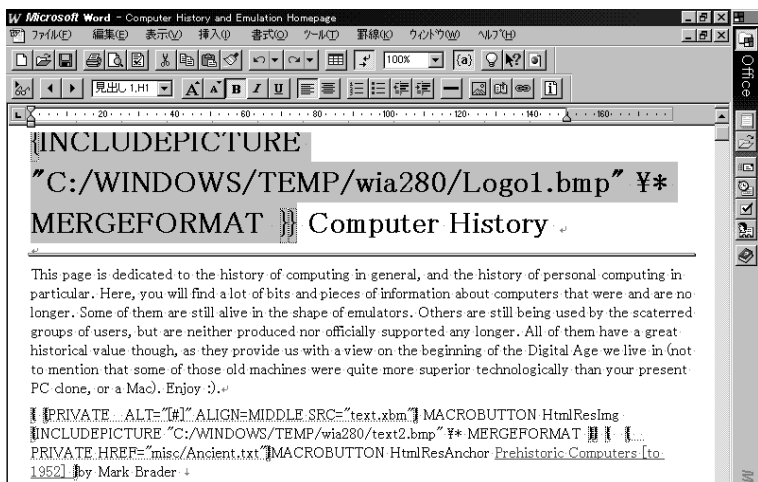 Microsoft Word - Computer History and Emulation Homepage
ﾌｧｲﾙ(F) 編集(E) 表示(V) 挿入(I) 書式(O) ﾂｰﾙ(T) 罫線(K) ｳｨﾝﾄﾞｳ(W) ﾍﾙﾌﾟ(H)
100% {a}
見出し 1,H1 A A B I U
20 40 60 80 100 120 140 160
{INCLUDEPICTURE
"C:/WINDOWS/TEMP/wia280/Logo1.bmp" ¥*
MERGEFORMAT }} Computer History
This page is dedicated to the history of computing in general, and the history of personal computing in
particular. Here, you will find a lot of bits and pieces of information about computers that were and are no
longer. Some of them are still alive in the shape of emulators. Others are still being used by the scaterred
groups of users, but are neither produced nor officially supported any longer. All of them have a great
historical value though, as they provide us with a view on the beginning of the Digital Age we live in (not
to mention that some of those old machines were quite more superior technologically than your present
PC clone, or a Mac). Enjoy :).
{ {PRIVATE ALT="[#]" ALIGN=MIDDLE SRC="text.xbm"} MACROBUTTON HtmlResImg
{INCLUDEPICTURE "C:/WINDOWS/TEMP/wia280/text2.bmp" ¥* MERGEFORMAT }} { {
PRIVATE HREF="misc/Ancient.txt"}MACROBUTTON HtmlResAnchor Prehistoric Computers [to
1952] }by Mark Brader
Office